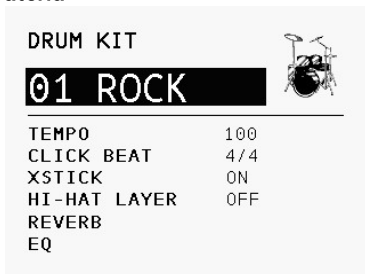 DRUM KIT
01 ROCK
TEMPO 100
CLICK BEAT 4/4
XSTICK ON
HI-HAT LAYER OFF
REVERB
EQ